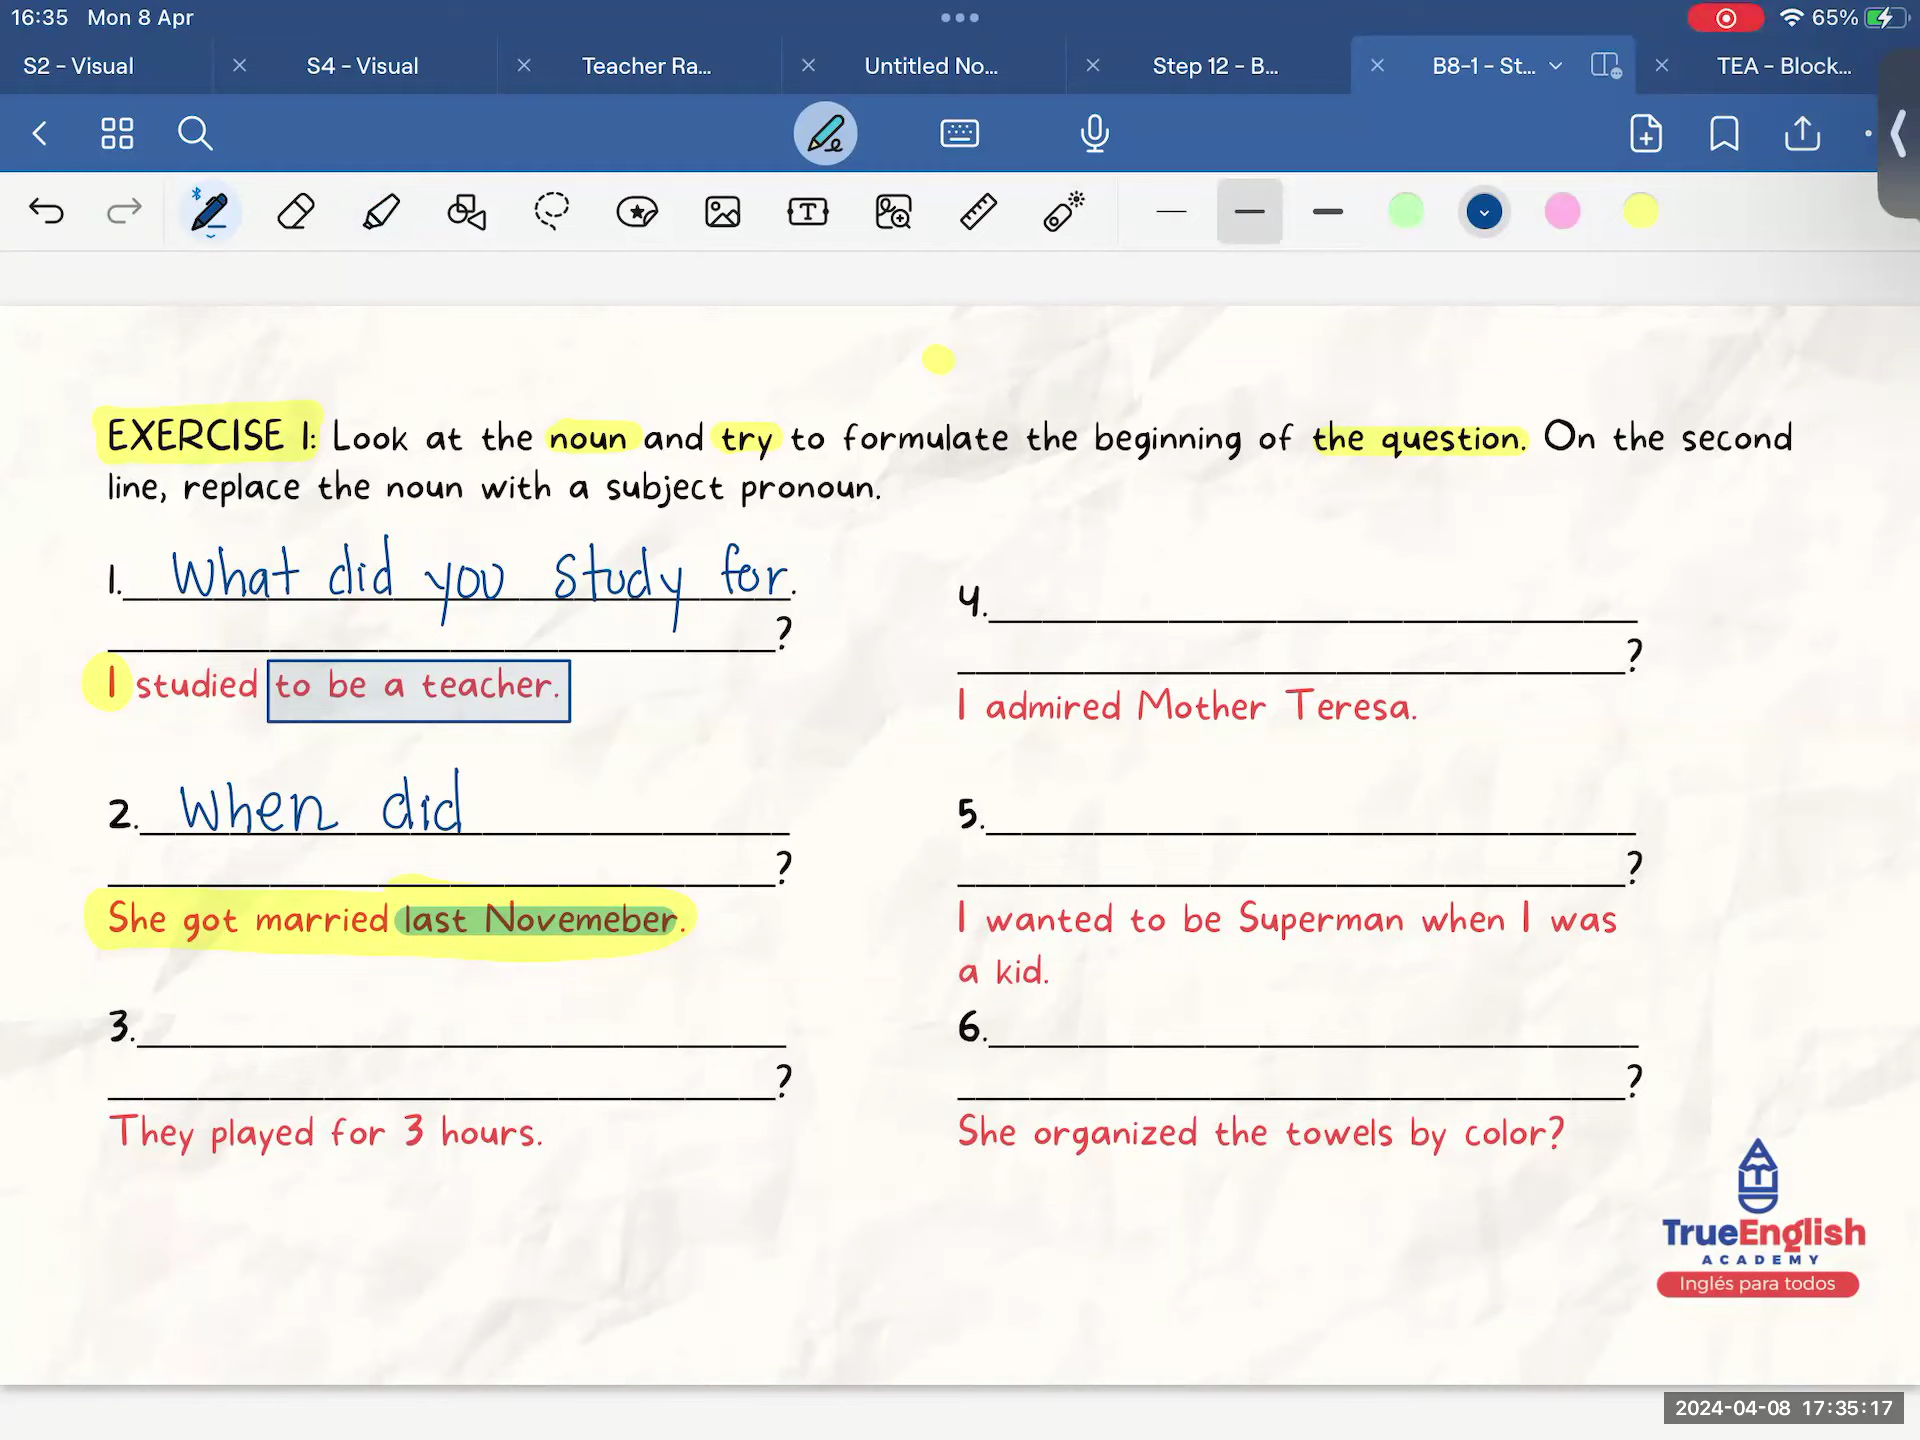 16:35 Mon 8 Apr
65%
S2 - Visual
S4 - Visual
Teacher Ra...
Untitled No...
Step 12 - B...
B8-1 - St...
TEA - Block...
EXERCISE 1: Look at the noun and try to formulate the beginning of the question. On the second
line, replace the noun with a subject pronoun.
1. What did you study for.
?
I studied to be a teacher.
2. When did
?
She got married last Novemeber.
3.
?
They played for 3 hours.
4.
?
I admired Mother Teresa.
5.
?
I wanted to be Superman when I was
a kid.
6.
?
She organized the towels by color?
TrueEnglish
ACADEMY
Inglés para todos
2024-04-08 17:35:17